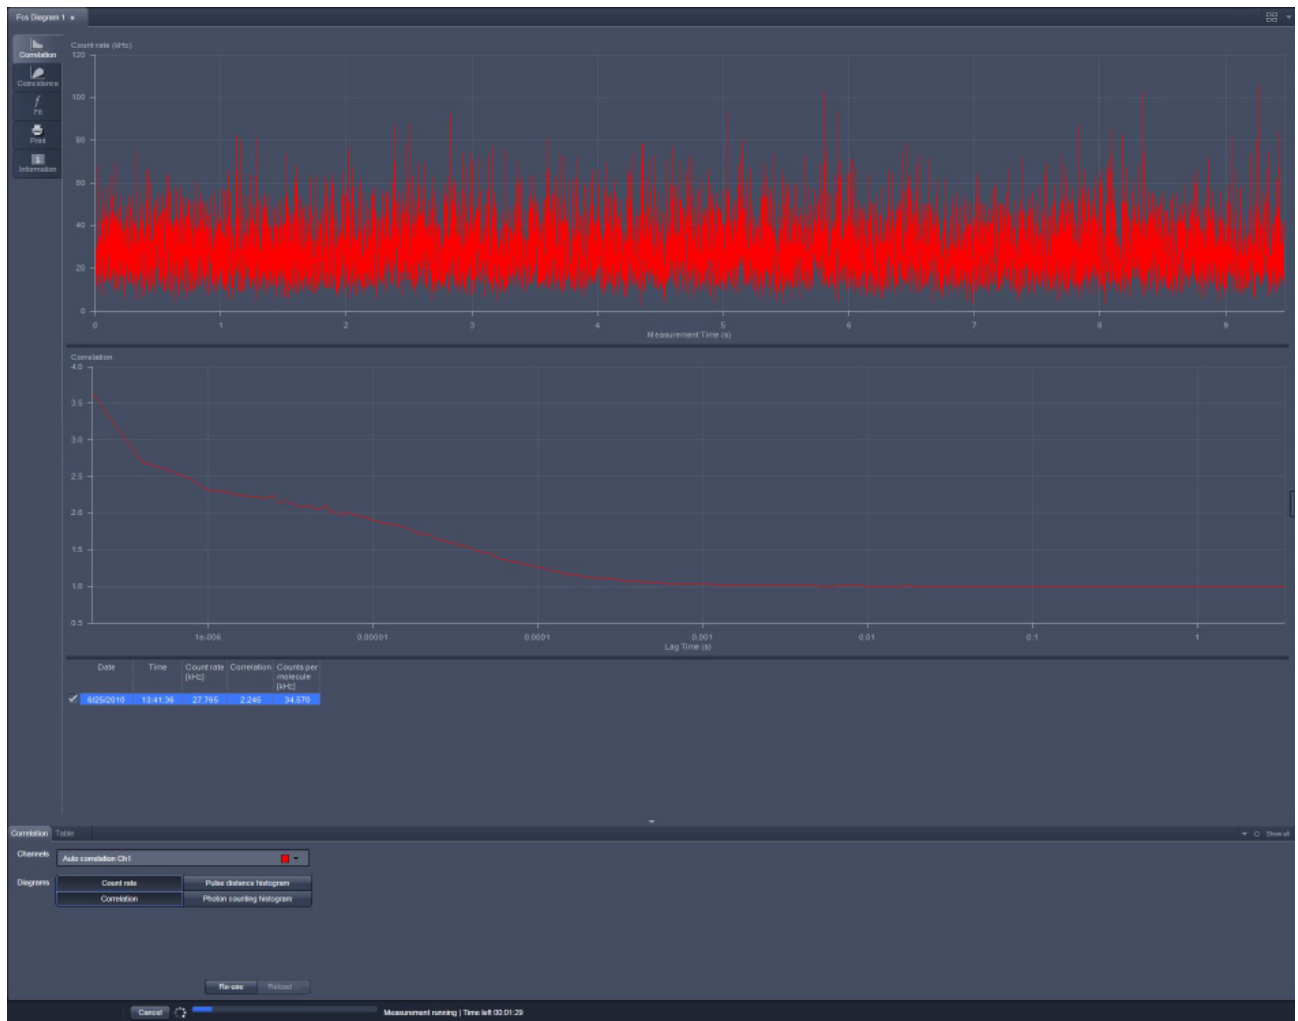 Fcs Diagram 1
Correlation
Coincidence
Fit
Print
Information
Count rate (kHz)
120
100
80
60
40
20
0
0 1 2 3 4 5 6 7 8 9
Measurement Time (s)
Correlation
4.0
3.5
3.0
2.5
2.0
1.5
1.0
0.5
1e-006 0.00001 0.0001 0.001 0.01 0.1 1
Lag Time (s)
Date Time Count rate Correlation Counts per
[kHz] molecule
[kHz]
6/25/2010 13:41:36 27.765 2.245 34.570
Correlation Table
Show all
Channels Auto correlation Ch1
Diagrams Count rate Pulse distance histogram
Correlation Photon counting histogram
Re-use Reload ...
Cancel Measurement running | Time left 00:01:29